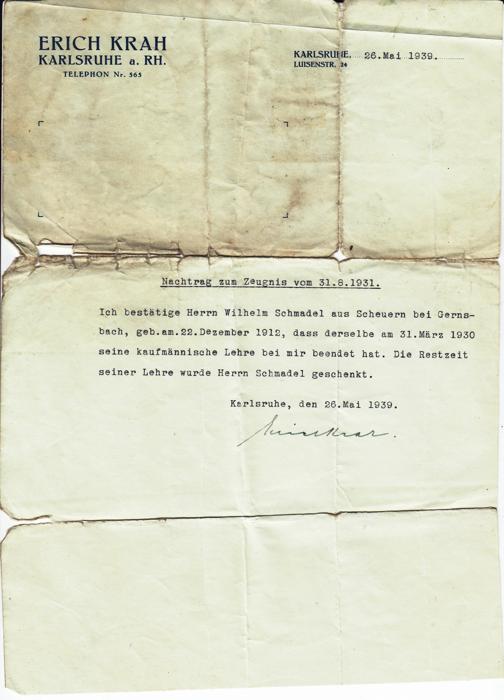 ERICH KRAH
KARLSRUHE a. RH.
TELEPHON Nr. 565
KARLSRUHE, 26.Mai 1939.
LUISENSTR. 24
Nachtrag zum Zeugnis vom 31.8.1931.
Ich bestätige Herrn Wilhelm Schmadel aus Scheuern bei Gerns-
bach, geb.am.22.Dezember 1912, dass derselbe am 31.März 1930
seine kaufmännische Lehre bei mir beendet hat. Die Restzeit
seiner Lehre wurde Herrn Schmadel geschenkt.
Karlsruhe, den 26.Mai 1939.
Erich Krah.